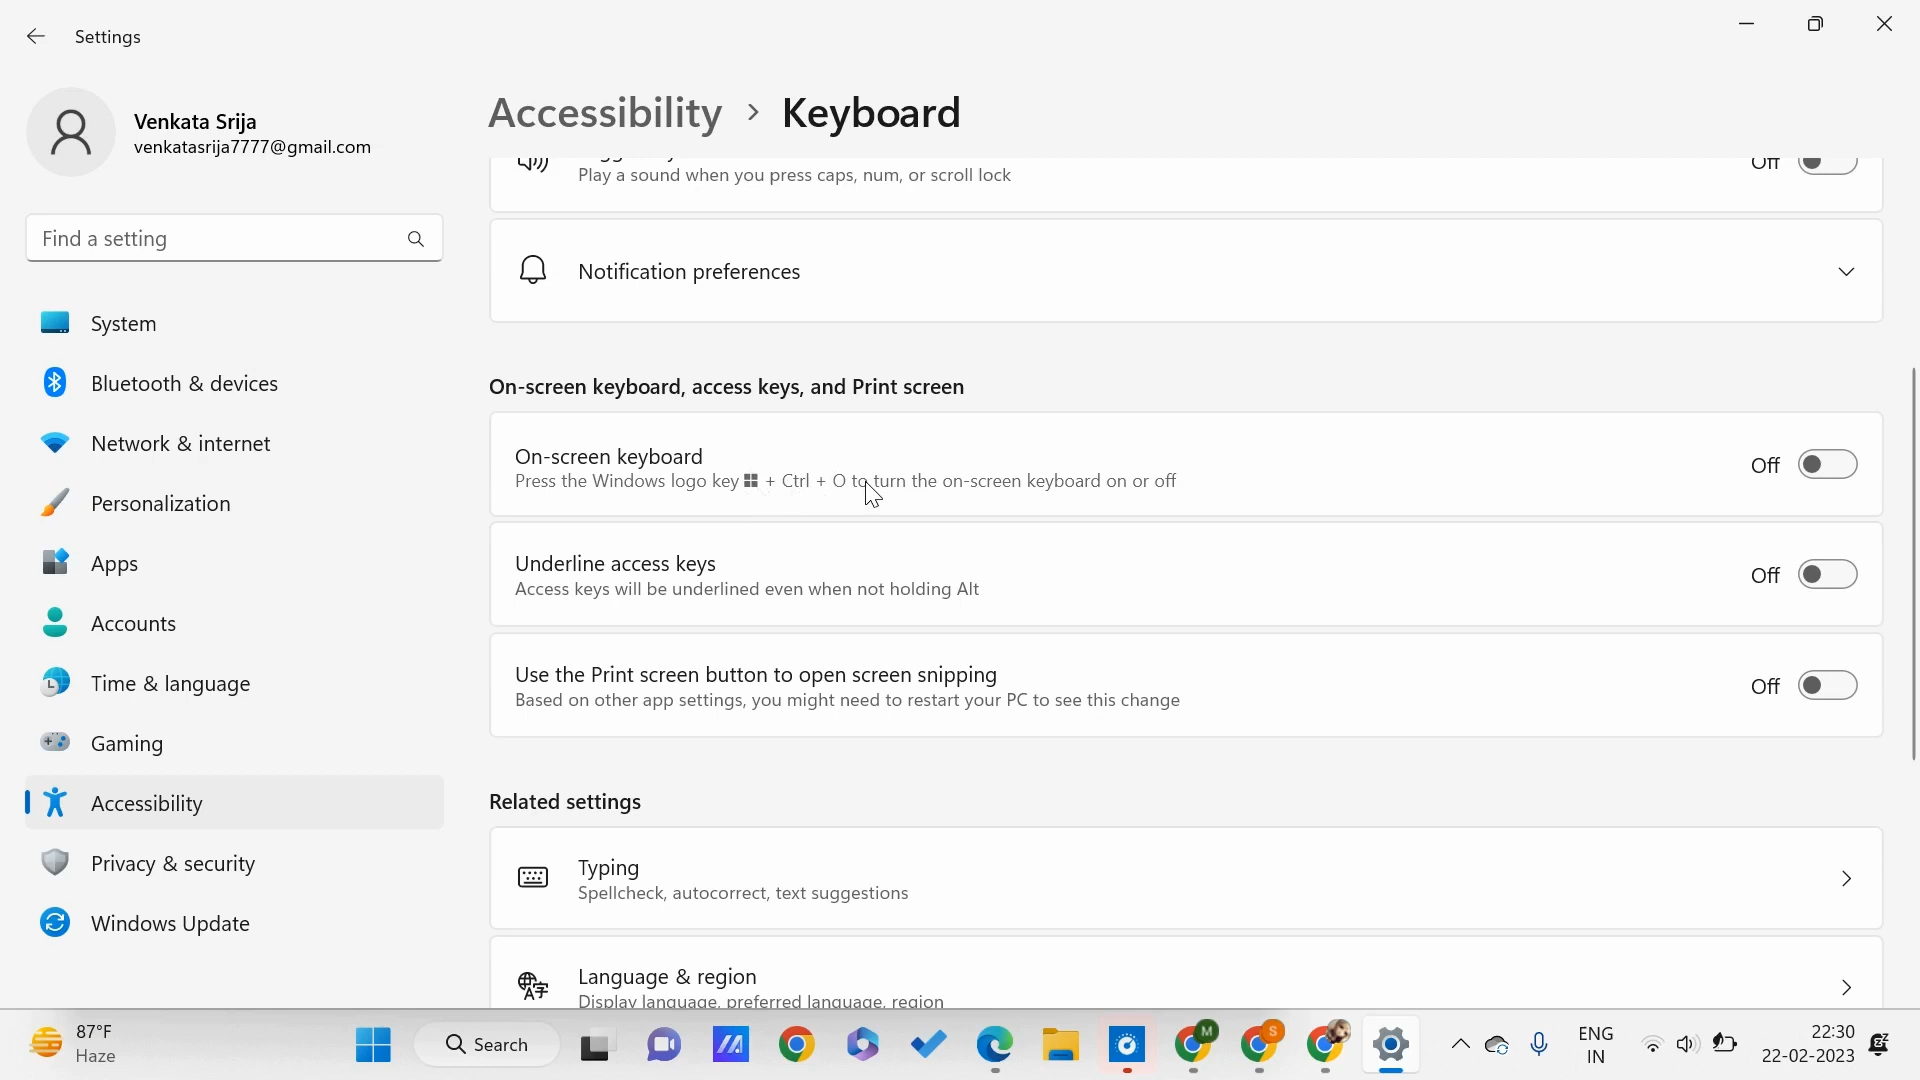 Settings
Venkata Srija
venkatasrija7777@gmail.com
Find a setting
System
Bluetooth & devices
Network & internet
Personalization
Apps
Accounts
Time & language
Gaming
Accessibility
Privacy & security
Windows Update
Accessibility > Keyboard
Play a sound when you press caps, num, or scroll lock
Off
Notification preferences
On-screen keyboard, access keys, and Print screen
On-screen keyboard
Press the Windows logo key + Ctrl + O to turn the on-screen keyboard on or off
Off
Underline access keys
Access keys will be underlined even when not holding Alt
Off
Use the Print screen button to open screen snipping
Based on other app settings, you might need to restart your PC to see this change
Off
Related settings
Typing
Spellcheck, autocorrect, text suggestions
Language & region
Display language, preferred language, region
87°F
Haze
Search
M
S
ENG
IN
22:30
22-02-2023